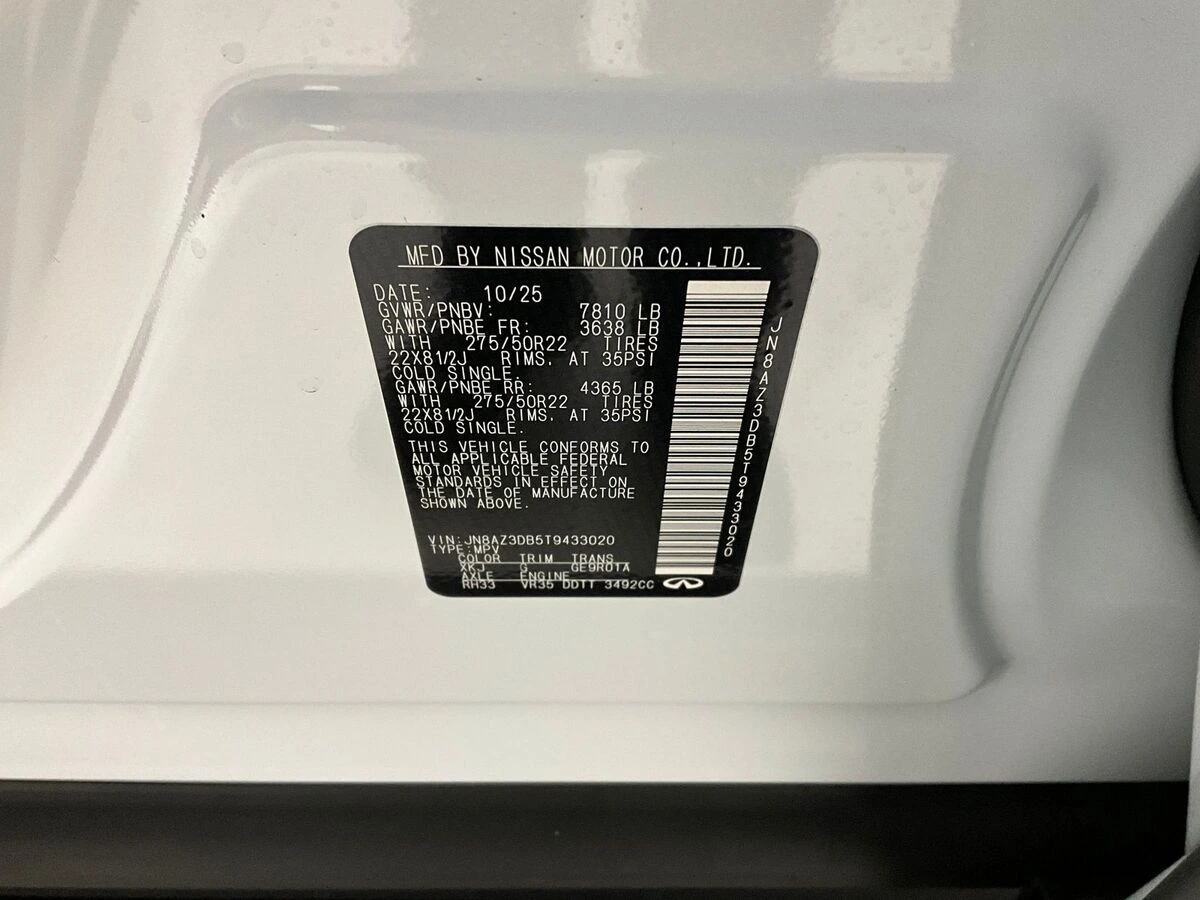 MFD BY NISSAN MOTOR CO.,LTD.
DATE: 10/25
GVWR/PNBV: 7810 LB
GAWR/PNBE FR: 3638 LB
WITH 275/50R22 TIRES
22X81/2J RIMS, AT 35PSI
COLD SINGLE.
GAWR/PNBE RR: 4365 LB
WITH 275/50R22 TIRES
22X81/2J RIMS, AT 35PSI
COLD SINGLE.
THIS VEHICLE CONFORMS TO
ALL APPLICABLE FEDERAL
MOTOR VEHICLE SAFETY
STANDARDS IN EFFECT ON
THE DATE OF MANUFACTURE
SHOWN ABOVE.
VIN:JN8AZ3DB5T9433020
TYPE:MPV
COLOR TRIM TRANS
XKJ G GE9R01A
AXLE ENGINE
RH33 VR35 DDTT 3492CC
JN8AZ3DB5T9433020